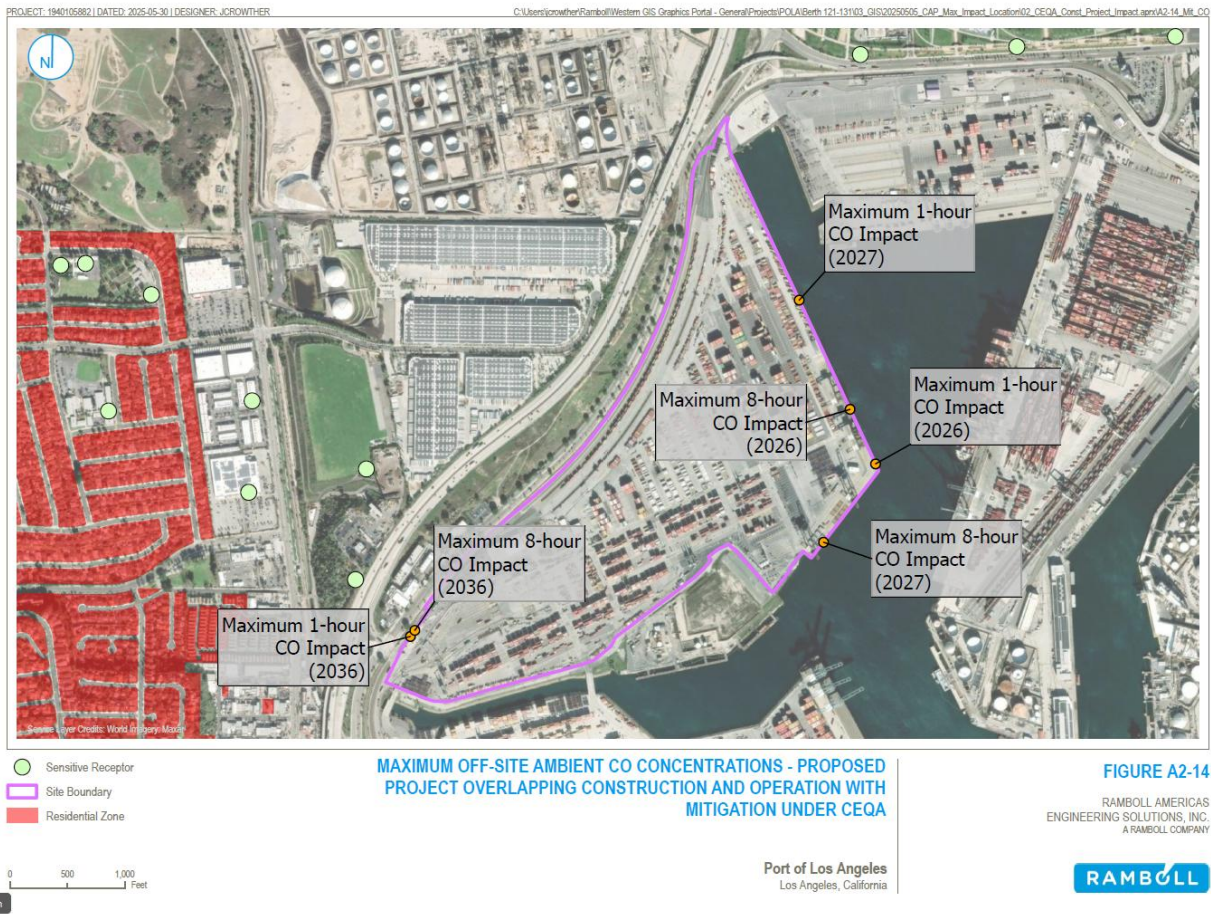 PROJECT: 1940105882 | DATED: 2025-05-30 | DESIGNER: JCROWTHER
C:\Users\jcrowther\Ramboll\Western GIS Graphics Portal - General\Projects\POLA\Berth 121-131\03_GIS\20250505_CAP_Max_Impact_Location\02_CEQA_Const_Project_Impact.aprx\A2-14_Mit_CO
N
Maximum 1-hour
CO Impact
(2027)
Maximum 8-hour
CO Impact
(2026)
Maximum 1-hour
CO Impact
(2026)
Maximum 8-hour
CO Impact
(2036)
Maximum 8-hour
CO Impact
(2027)
Maximum 1-hour
CO Impact
(2036)
Service Layer Credits: World Imagery: Maxar
Sensitive Receptor
Site Boundary
Residential Zone
0 500 1,000
Feet
MAXIMUM OFF-SITE AMBIENT CO CONCENTRATIONS - PROPOSED
PROJECT OVERLAPPING CONSTRUCTION AND OPERATION WITH
MITIGATION UNDER CEQA
Port of Los Angeles
Los Angeles, California
FIGURE A2-14
RAMBOLL AMERICAS
ENGINEERING SOLUTIONS, INC.
A RAMBOLL COMPANY
RAMBOLL